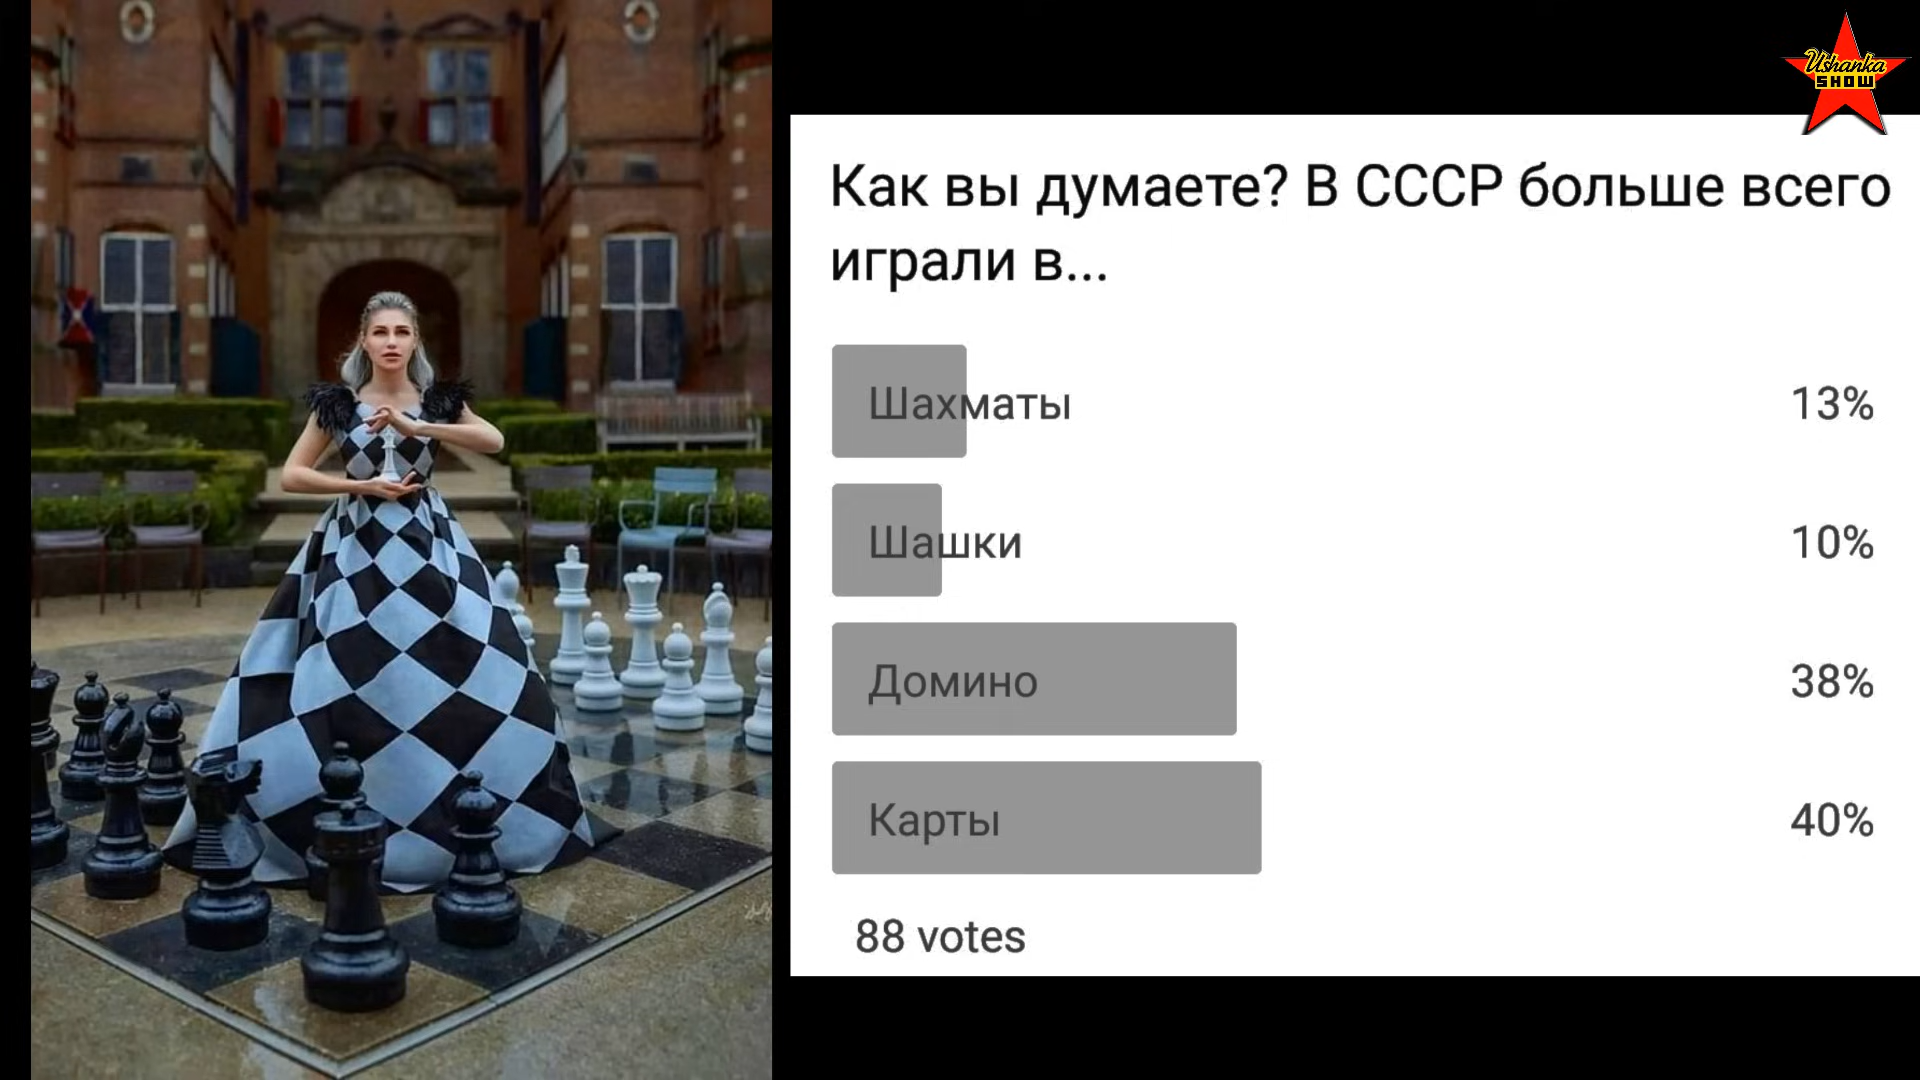 Ushanka
SHOW
Как вы думаете? В СССР больше всего
играли в...
Шахматы 13%
Шашки 10%
Домино 38%
Карты 40%
88 votes